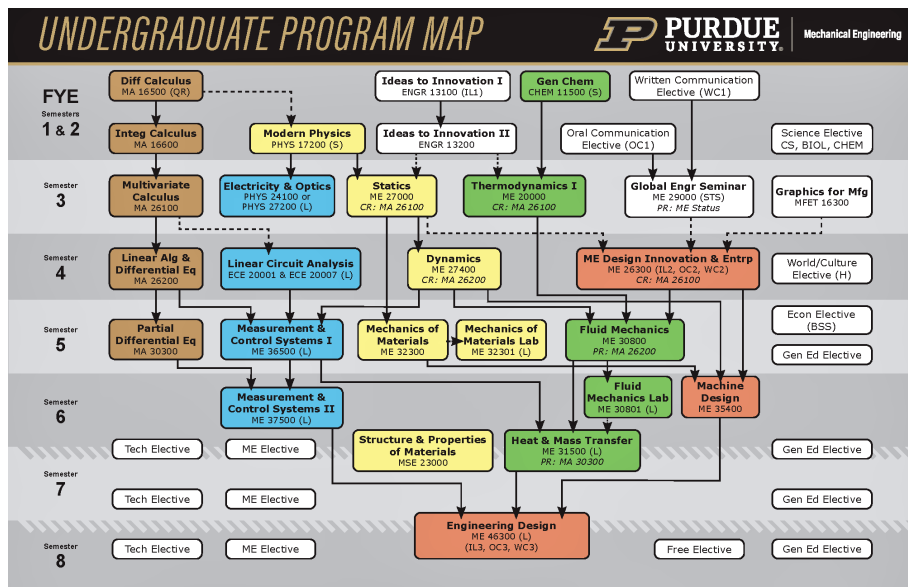 UNDERGRADUATE PROGRAM MAP
PURDUE
UNIVERSITY®
Mechanical Engineering
FYE
Semesters
1 & 2
Diff Calculus
MA 16500 (QR)
Ideas to Innovation I
ENGR 13100 (IL1)
Gen Chem
CHEM 11500 (S)
Written Communication
Elective (WC1)
Integ Calculus
MA 16600
Modern Physics
PHYS 17200 (S)
Ideas to Innovation II
ENGR 13200
Oral Communication
Elective (OC1)
Science Elective
CS, BIOL, CHEM
Semester
3
Multivariate
Calculus
MA 26100
Electricity & Optics
PHYS 24100 or
PHYS 27200 (L)
Statics
ME 27000
CR: MA 26100
Thermodynamics I
ME 20000
CR: MA 26100
Global Engr Seminar
ME 29000 (STS)
PR: ME Status
Graphics for Mfg
MFET 16300
Semester
4
Linear Alg &
Differential Eq
MA 26200
Linear Circuit Analysis
ECE 20001 & ECE 20007 (L)
Dynamics
ME 27400
CR: MA 26200
ME Design Innovation & Entrp
ME 26300 (IL2, OC2, WC2)
CR: MA 26100
World/Culture
Elective (H)
Semester
5
Partial
Differential Eq
MA 30300
Measurement &
Control Systems I
ME 36500 (L)
Mechanics of
Materials
ME 32300
Mechanics of
Materials Lab
ME 32301 (L)
Fluid Mechanics
ME 30800
PR: MA 26200
Econ Elective
(BSS)
Gen Ed Elective
Semester
6
Measurement &
Control Systems II
ME 37500 (L)
Fluid
Mechanics Lab
ME 30801 (L)
Machine
Design
ME 35400
Tech Elective
ME Elective
Structure & Properties
of Materials
MSE 23000
Heat & Mass Transfer
ME 31500 (L)
PR: MA 30300
Gen Ed Elective
Semester
7
Tech Elective
ME Elective
Gen Ed Elective
Semester
8
Tech Elective
ME Elective
Engineering Design
ME 46300 (L)
(IL3, OC3, WC3)
Free Elective
Gen Ed Elective